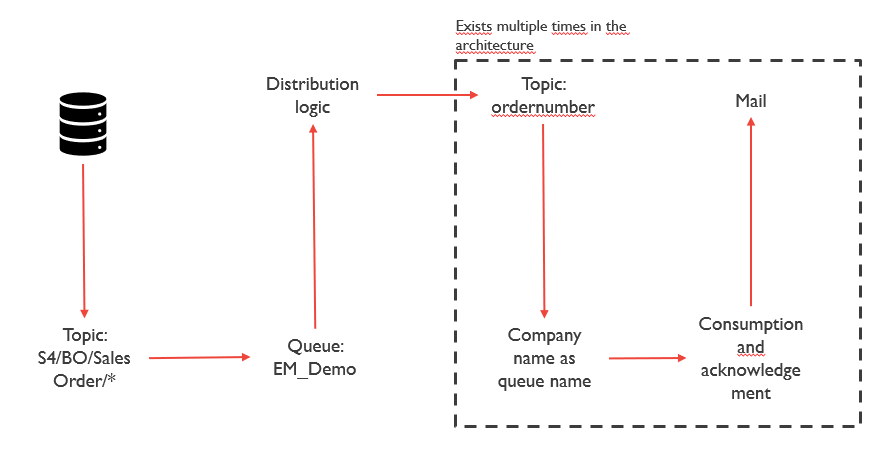 Exists multiple times in the
architecture
Distribution
logic
Topic:
ordernumber
Mail
Topic:
S4/BO/Sales
Order/*
Queue:
EM_Demo
Company
name as
queue name
Consumption
and
acknowledge
ment